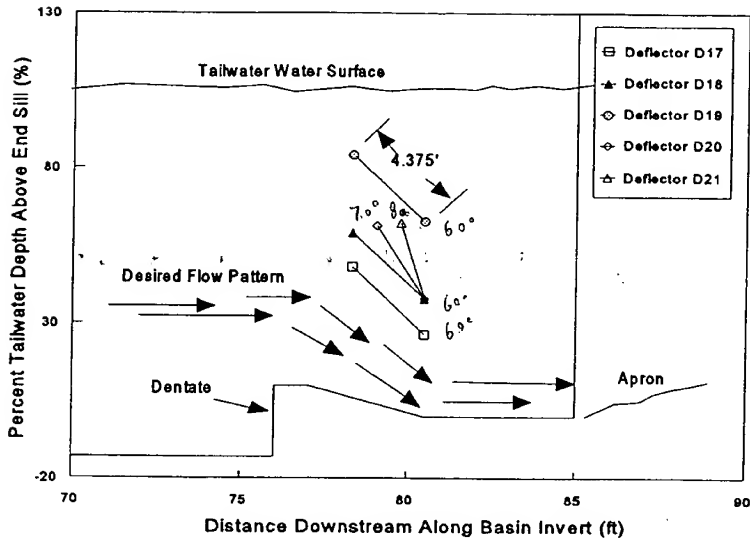 130
80
30
-20
Percent Tailwater Depth Above End Sill (%)
Tailwater Water Surface
Deflector D17
Deflector D18
Deflector D19
Deflector D20
Deflector D21
4.375'
70° 80°
60°
60°
60°
Desired Flow Pattern
Dentate
Apron
70 75 80 85 90
Distance Downstream Along Basin Invert (ft)